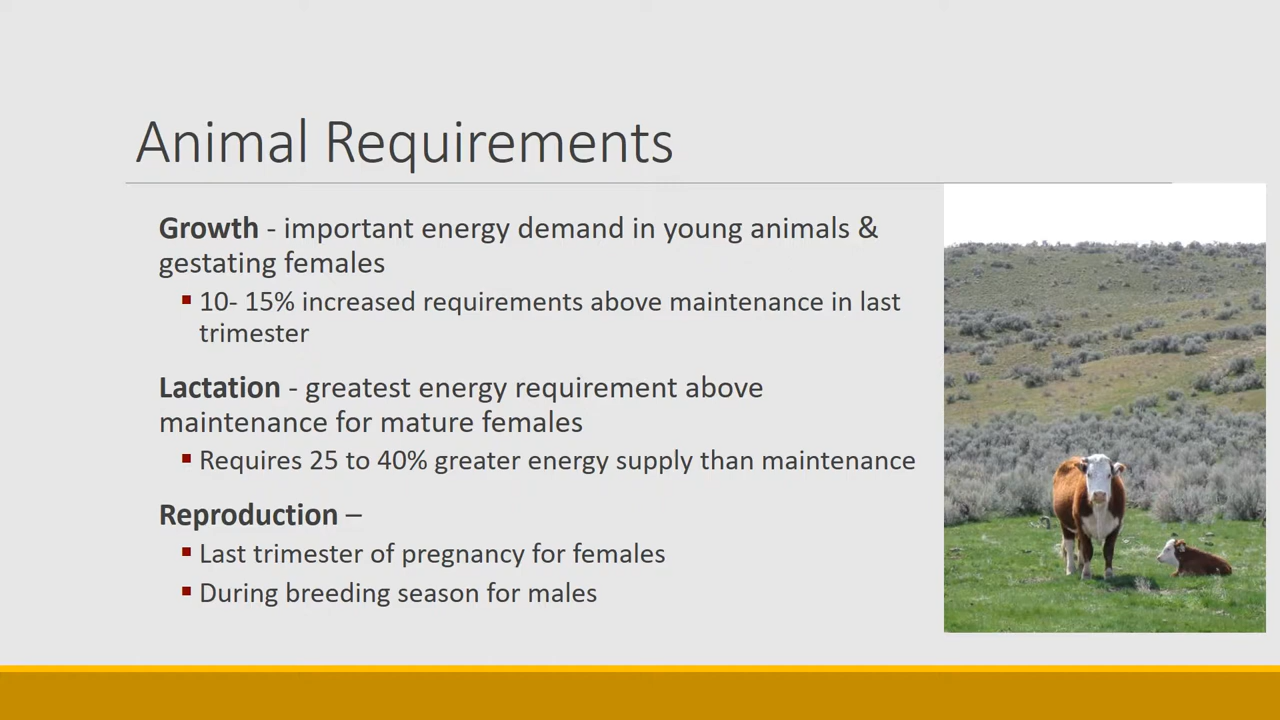 Animal Requirements
Growth - important energy demand in young animals &
gestating females
▪ 10- 15% increased requirements above maintenance in last
trimester
Lactation - greatest energy requirement above
maintenance for mature females
▪ Requires 25 to 40% greater energy supply than maintenance
Reproduction –
▪ Last trimester of pregnancy for females
▪ During breeding season for males